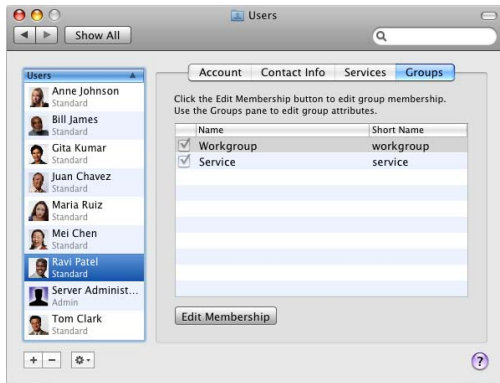 Users
Show All
Users
Anne Johnson
Standard
Bill James
Standard
Gita Kumar
Standard
Juan Chavez
Standard
Maria Ruiz
Standard
Mei Chen
Standard
Ravi Patel
Standard
Server Administ...
Admin
Tom Clark
Standard
Account Contact Info Services Groups
Click the Edit Membership button to edit group membership.
Use the Groups pane to edit group attributes.
Name Short Name
Workgroup workgroup
Service service
Edit Membership
+ −
?